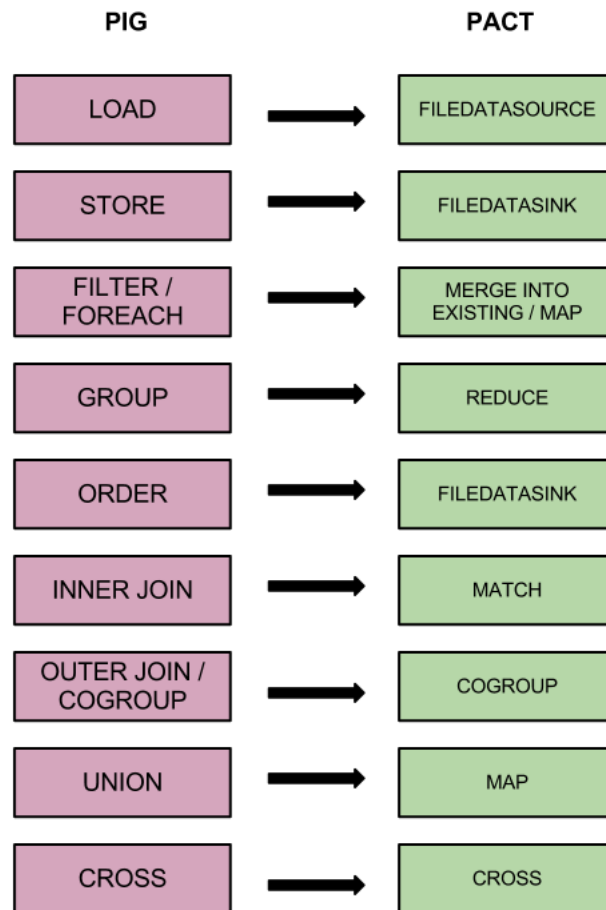 PIG PACT
LOAD FILEDATASOURCE
STORE FILEDATASINK
FILTER /
FOREACH
MERGE INTO
EXISTING / MAP
GROUP REDUCE
ORDER FILEDATASINK
INNER JOIN MATCH
OUTER JOIN /
COGROUP
COGROUP
UNION MAP
CROSS CROSS